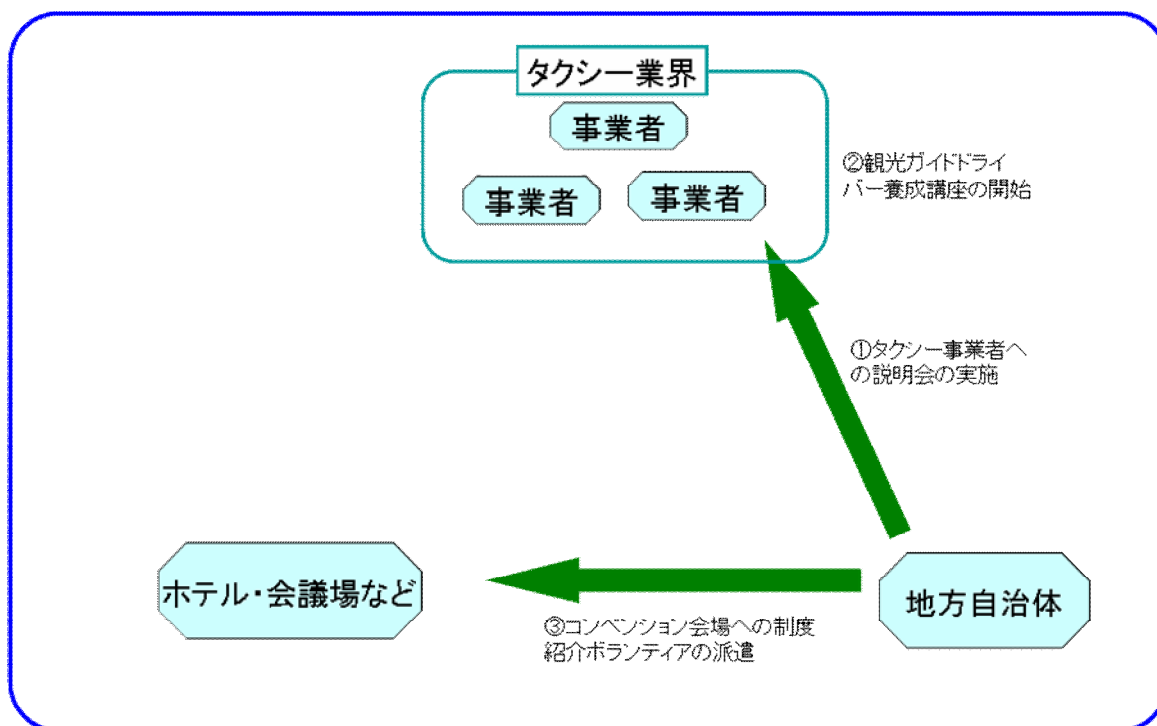 タクシー業界
事業者
事業者
事業者
②観光ガイドドライ
バー養成講座の開始
①タクシー事業者へ
の説明会の実施
ホテル・会議場など
地方自治体
③コンベンション会場への制度
紹介ボランティアの派遣